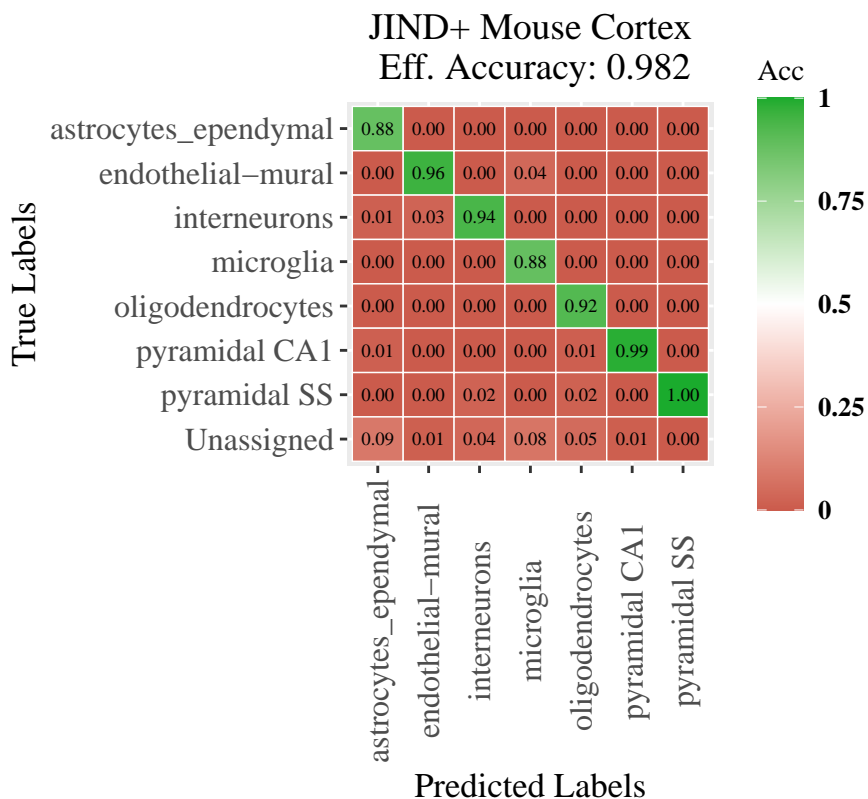 JIND+ Mouse Cortex
Eff. Accuracy: 0.982
Acc
True Labels
astrocytes_ependymal 0.88 0.00 0.00 0.00 0.00 0.00 0.00
endothelial−mural 0.00 0.96 0.00 0.04 0.00 0.00 0.00
interneurons 0.01 0.03 0.94 0.00 0.00 0.00 0.00
microglia 0.00 0.00 0.00 0.88 0.00 0.00 0.00
oligodendrocytes 0.00 0.00 0.00 0.00 0.92 0.00 0.00
pyramidal CA1 0.01 0.00 0.00 0.00 0.01 0.99 0.00
pyramidal SS 0.00 0.00 0.02 0.00 0.02 0.00 1.00
Unassigned 0.09 0.01 0.04 0.08 0.05 0.01 0.00
1
0.75
0.5
0.25
0
astrocytes_ependymal
endothelial−mural
interneurons
microglia
oligodendrocytes
pyramidal CA1
pyramidal SS
Predicted Labels